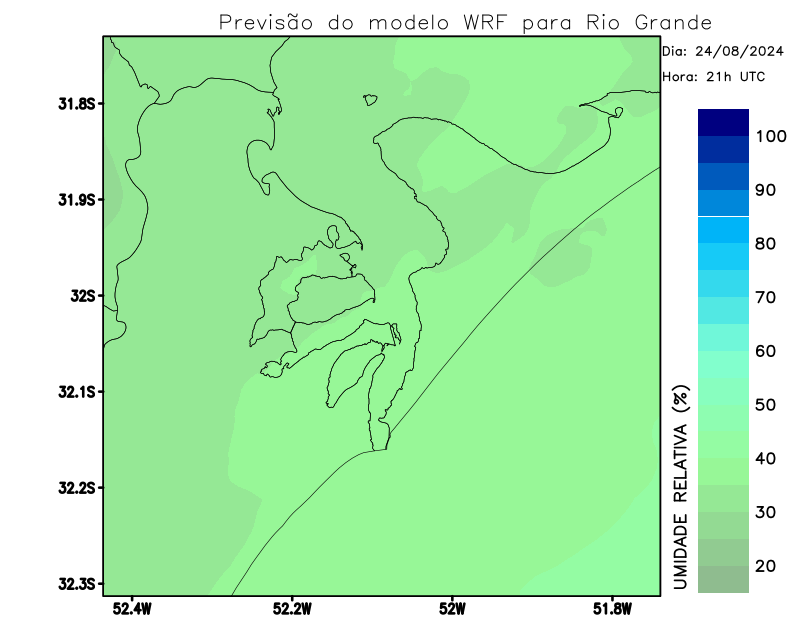 Previsão do modelo WRF para Rio Grande
Dia: 24/08/2024
Hora: 21h UTC
31.8S
31.9S
32S
32.1S
32.2S
32.3S
52.4W
52.2W
52W
51.8W
100
90
80
70
60
50
40
30
20
UMIDADE RELATIVA (%)